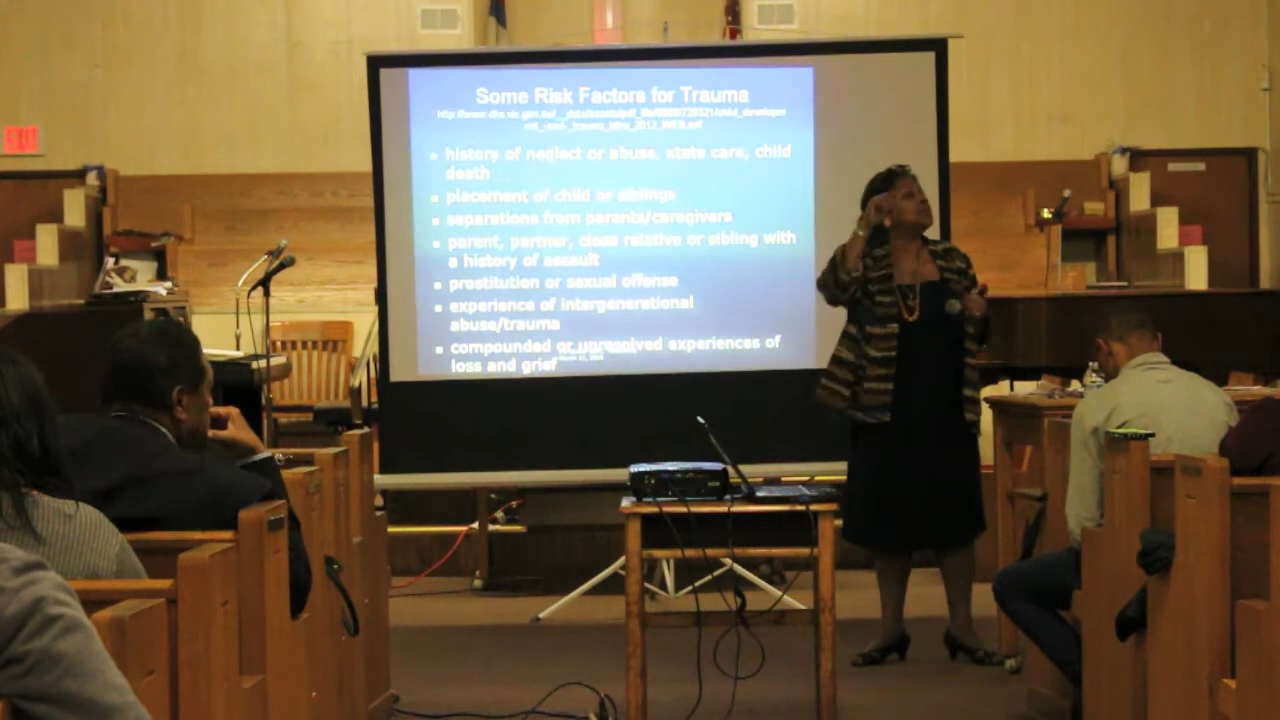 EXIT
Some Risk Factors for Trauma
history of neglect or abuse, state care, child
death
placement of child or siblings
separations from parents/caregivers
parent, partner, close relative or sibling with
a history of assault
prostitution or sexual offense
experience of intergenerational
abuse/trauma
compounded or unresolved experiences of
loss and grief